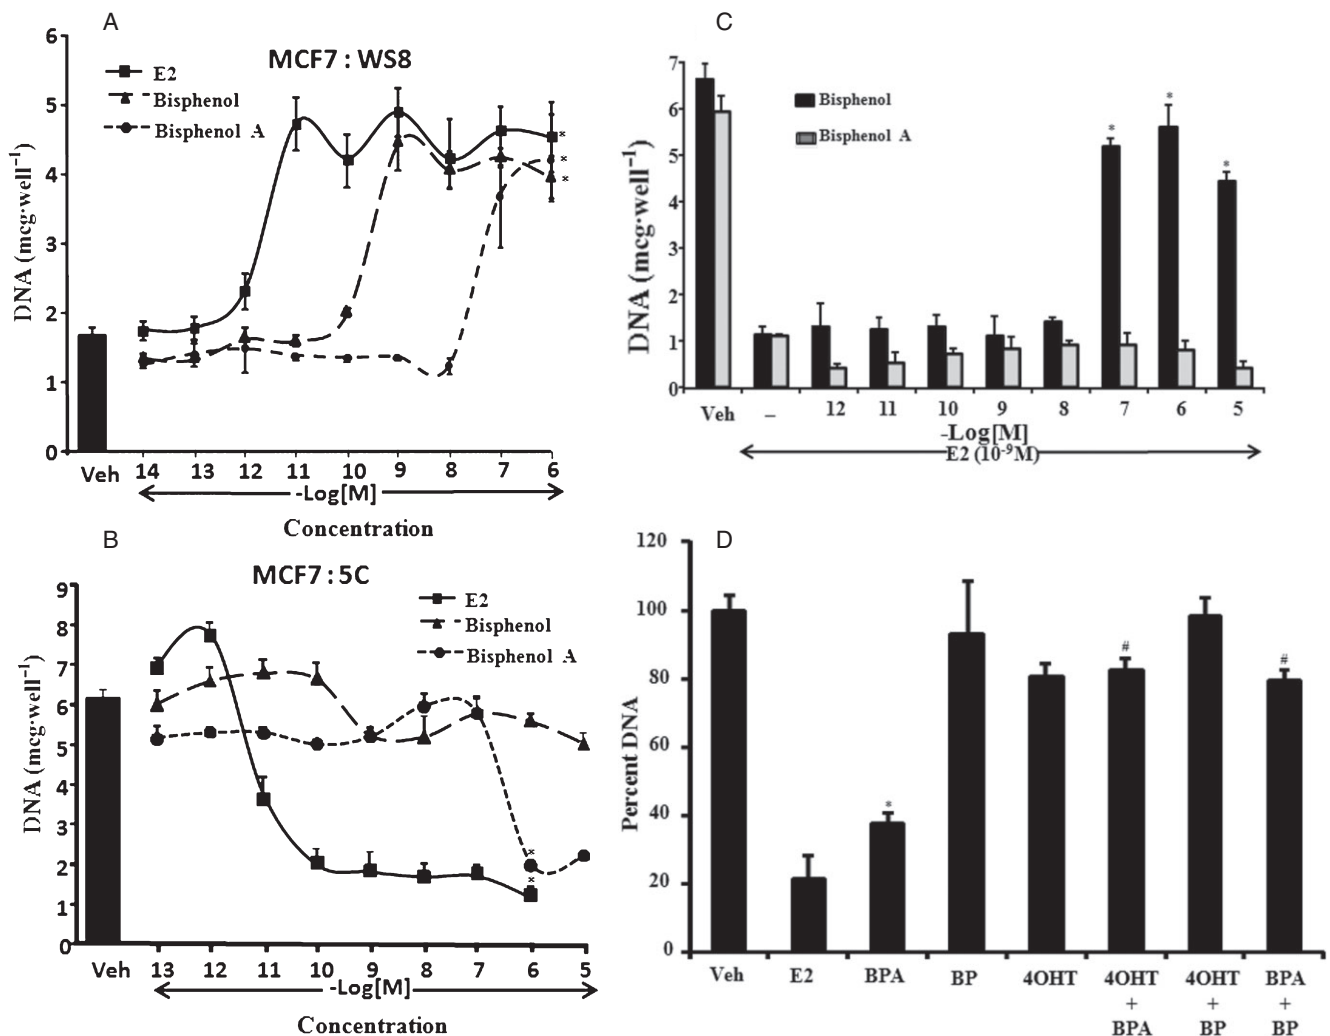 A
MCF7 : WS8
E2
Bisphenol
Bisphenol A
DNA (mcg·well⁻¹)
6
5
4
3
2
1
0
*
*
*
Veh 14 13 12 11 10 9 8 7 6
-Log[M]
Concentration
C
Bisphenol
Bisphenol A
DNA (mcg·well⁻¹)
7
6
5
4
3
2
1
0
*
*
*
Veh – 12 11 10 9 8 7 6 5
-Log[M]
E2 (10⁻⁹M)
B
MCF7 : 5C
E2
Bisphenol
Bisphenol A
DNA (mcg·well⁻¹)
9
8
7
6
5
4
3
2
1
0
*
*
Veh 13 12 11 10 9 8 7 6 5
-Log[M]
Concentration
D
Percent DNA
120
100
80
60
40
20
0
*
#
#
Veh E2 BPA BP 4OHT 4OHT 4OHT BPA
+ + +
BPA BP BP